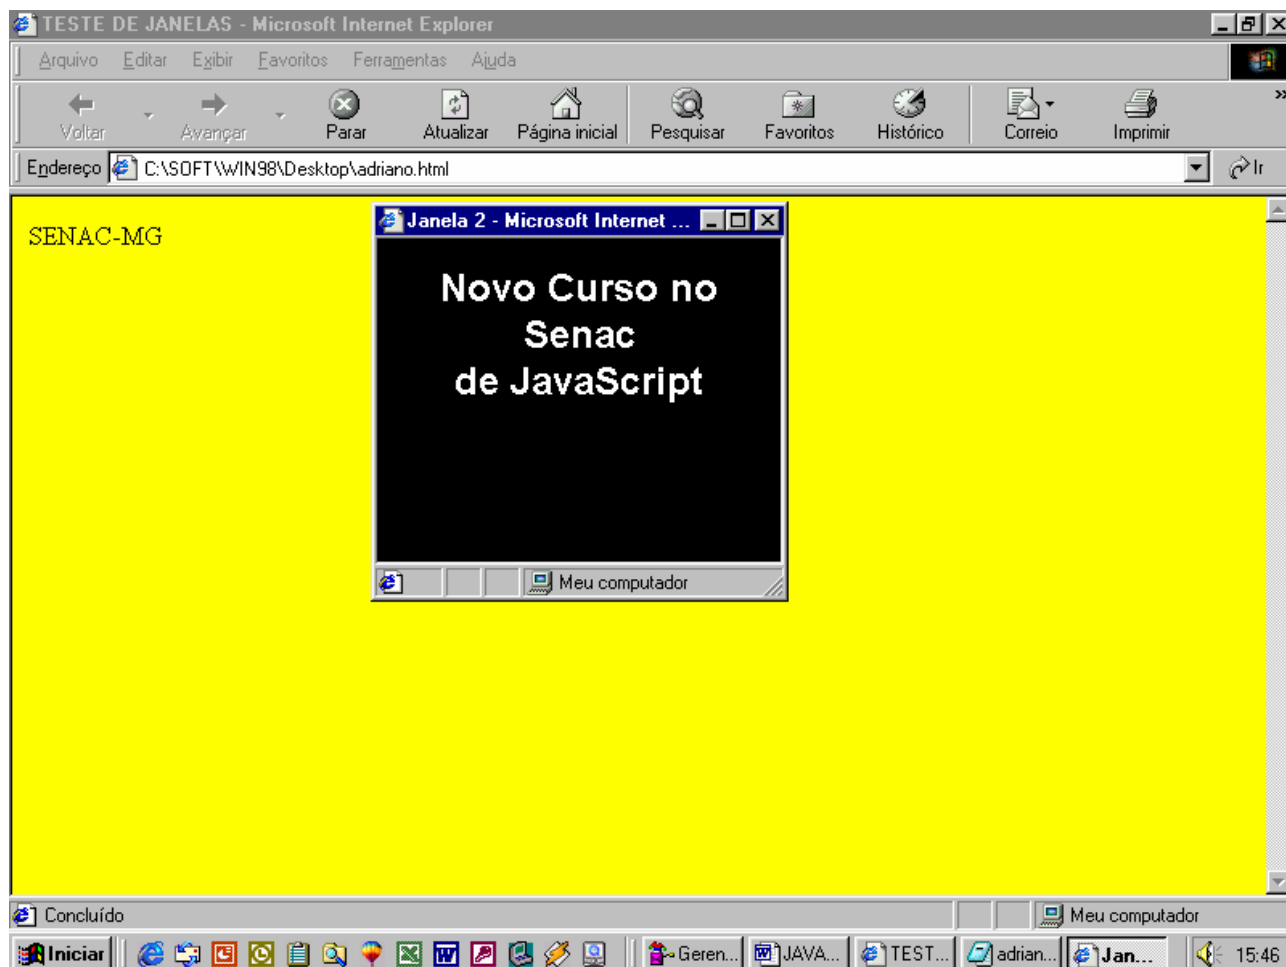 TESTE DE JANELAS - Microsoft Internet Explorer
Arquivo Editar Exibir Favoritos Ferramentas Ajuda
Voltar Avançar Parar Atualizar Página inicial Pesquisar Favoritos Histórico Correio Imprimir »
Endereço C:\SOFT\WIN98\Desktop\adriano.html Ir
SENAC-MG
Janela 2 - Microsoft Internet ...
Novo Curso no
Senac
de JavaScript
Meu computador
Concluído Meu computador
Iniciar Geren... JAVA... TEST... adrian... Jan... 15:46